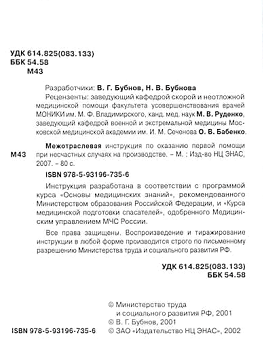 УДК 614.825(083.133)
ББК 54.58
М43
Разработчики: В. Г. Бубнов, Н. В. Бубнова
Рецензенты: заведующий кафедрой скорой и неотложной
медицинской помощи факультета усовершенствования врачей
МОНИКИ им. М. Ф. Владимирского, канд. мед. наук М. В. Руденко,
заведующий кафедрой военной и экстремальной медицины
Московской медицинской академии им. И. М. Сеченова О. В. Бабенко.
М43 Межотраслевая инструкция по оказанию первой помощи
при несчастных случаях на производстве. – М.: Изд-во НЦ ЭНАС,
2007. – 80 с.
ISBN 978-5-93196-735-6
Инструкция разработана в соответствии с программой
курса «Основы медицинских знаний», рекомендованного
Министерством образования Российской Федерации, и «Курса
медицинской подготовки спасателей», одобренного Медицин-
ским управлением МЧС России.
Все права защищены. Воспроизведение и тиражирование
инструкции в любой форме производится строго по письменному
разрешению Министерства труда и социального развития РФ.
УДК 614.825(083.133)
ББК 54.58
© Министерство труда
и социального развития РФ, 2001
© В. Г. Бубнов, 2001
ISBN 978-5-93196-735-6 © ЗАО «Издательство НЦ ЭНАС», 2002